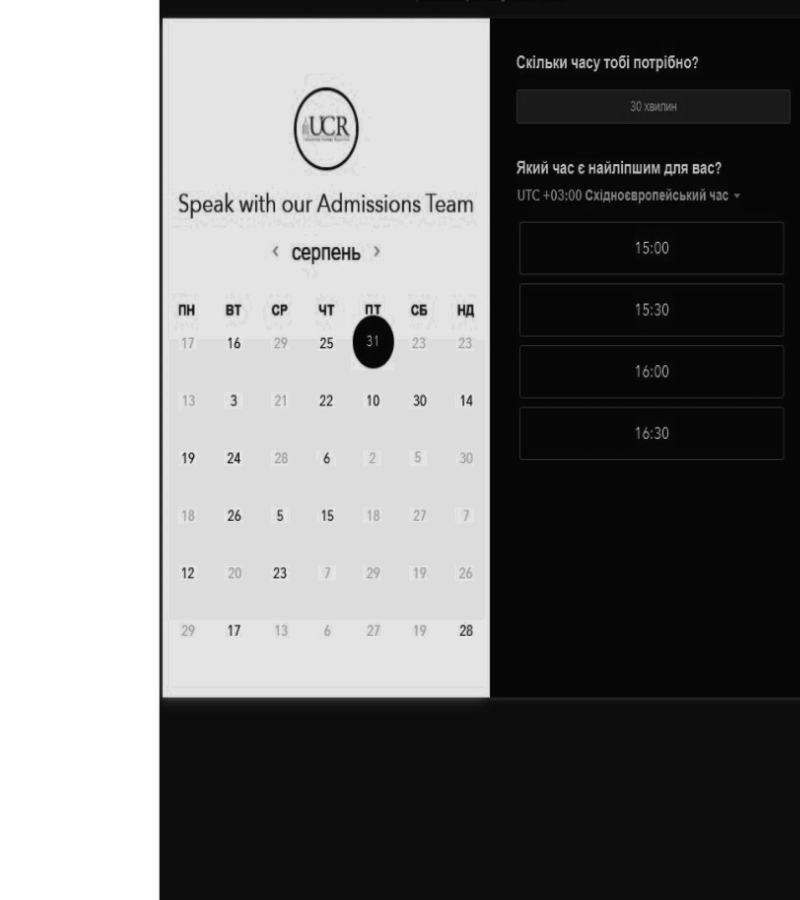 UCR
Speak with our Admissions Team
‹ серпень ›
ПН ВТ СР ЧТ ПТ СБ НД
17 16 29 25 31 23 23
13 3 21 22 10 30 14
19 24 28 6 2 5 30
18 26 5 15 18 27 7
12 20 23 7 29 19 26
29 17 13 6 27 19 28
Скільки часу тобі потрібно?
30 хвилин
Який час є найліпшим для вас?
UTC +03:00 Східноєвропейський час
15:00
15:30
16:00
16:30